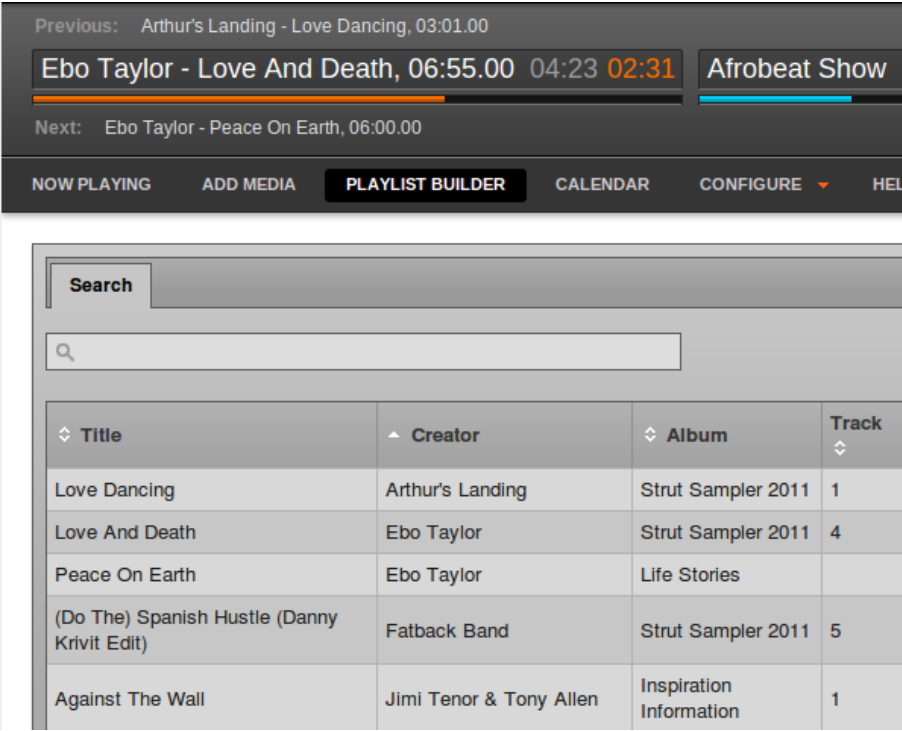 Previous: Arthur's Landing - Love Dancing, 03:01.00
Ebo Taylor - Love And Death, 06:55.00 04:23 02:31 Afrobeat Show
Next: Ebo Taylor - Peace On Earth, 06:00.00
NOW PLAYING ADD MEDIA PLAYLIST BUILDER CALENDAR CONFIGURE HEL
Search
Title Creator Album Track
Love Dancing Arthur's Landing Strut Sampler 2011 1
Love And Death Ebo Taylor Strut Sampler 2011 4
Peace On Earth Ebo Taylor Life Stories
(Do The) Spanish Hustle (Danny
Krivit Edit) Fatback Band Strut Sampler 2011 5
Against The Wall Jimi Tenor & Tony Allen Inspiration
Information 1